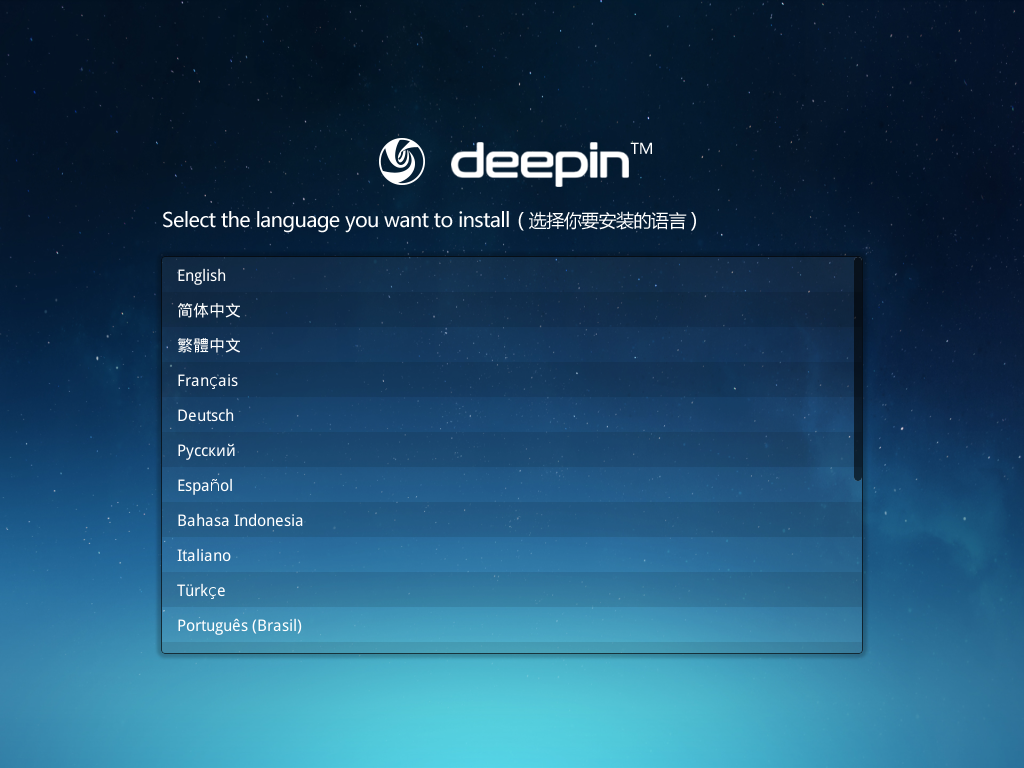 deepin™
Select the language you want to install ( 选择你要安装的语言 )
English
简体中文
繁體中文
Français
Deutsch
Русский
Español
Bahasa Indonesia
Italiano
Türkçe
Português (Brasil)